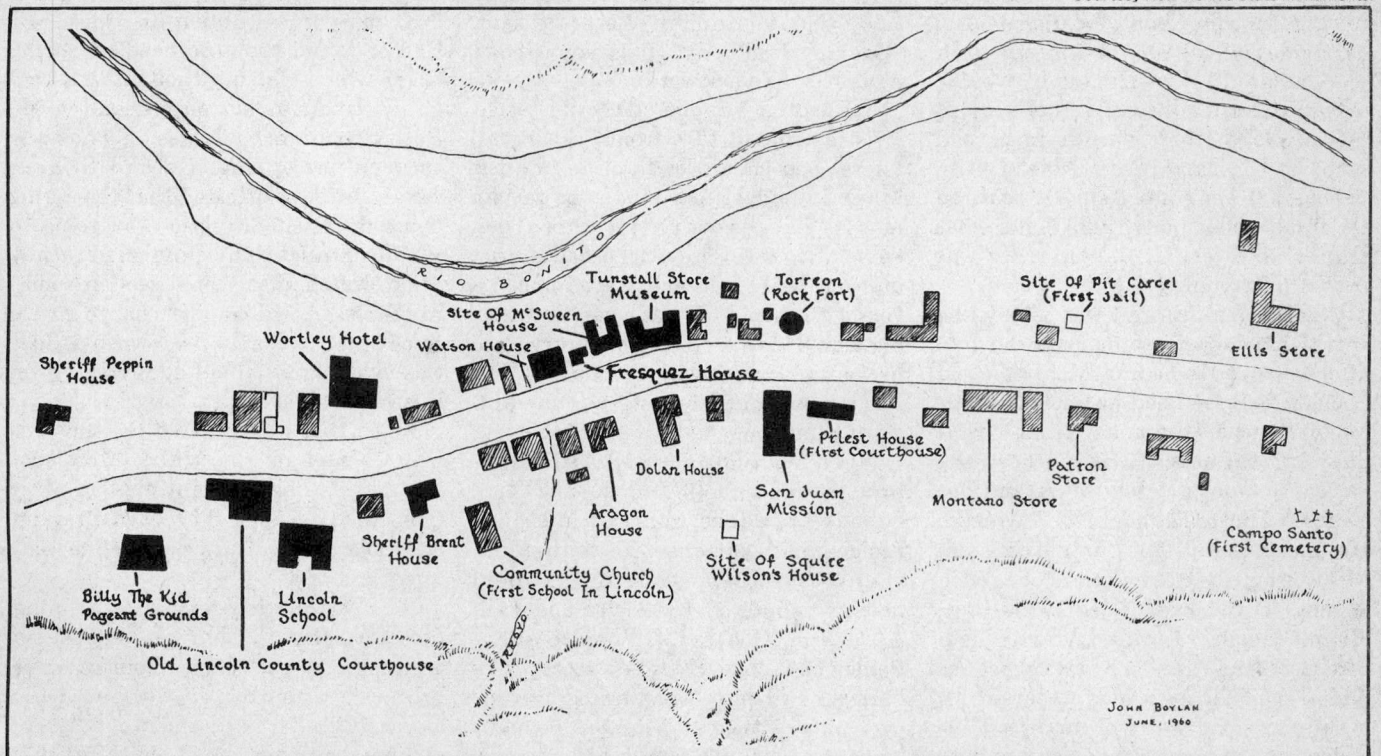 RIO BONITO
Tunstall Store
Museum
Torreon
(Rock Fort)
Site Of Pit Carcel
(First Jail)
Site Of McSween
House
Wortley Hotel
Watson House
Ellis Store
Sheriff Peppin
House
Fresquez House
Priest House
(First Courthouse)
Dolan House
Patron
Store
San Juan
Mission
Montano Store
Aragon
House
Sheriff Brent
House
Campo Santo
(First Cemetery)
Site Of Squire
Wilson's House
Community Church
(First School In Lincoln)
Billy The Kid
Pageant Grounds
Lincoln
School
ARROYO
Old Lincoln County Courthouse
JOHN BOYLAN
JUNE, 1960